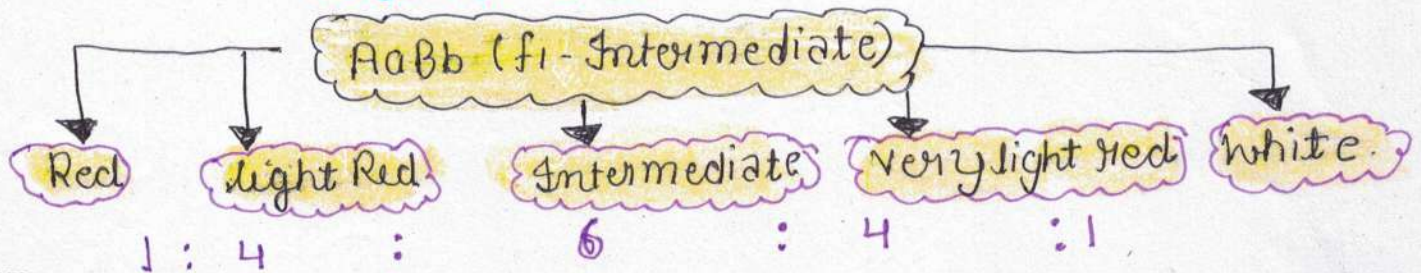 AaBb (f1 - Intermediate)
Red light Red. Intermediate very light red White.
1 : 4 : 6 : 4 : 1